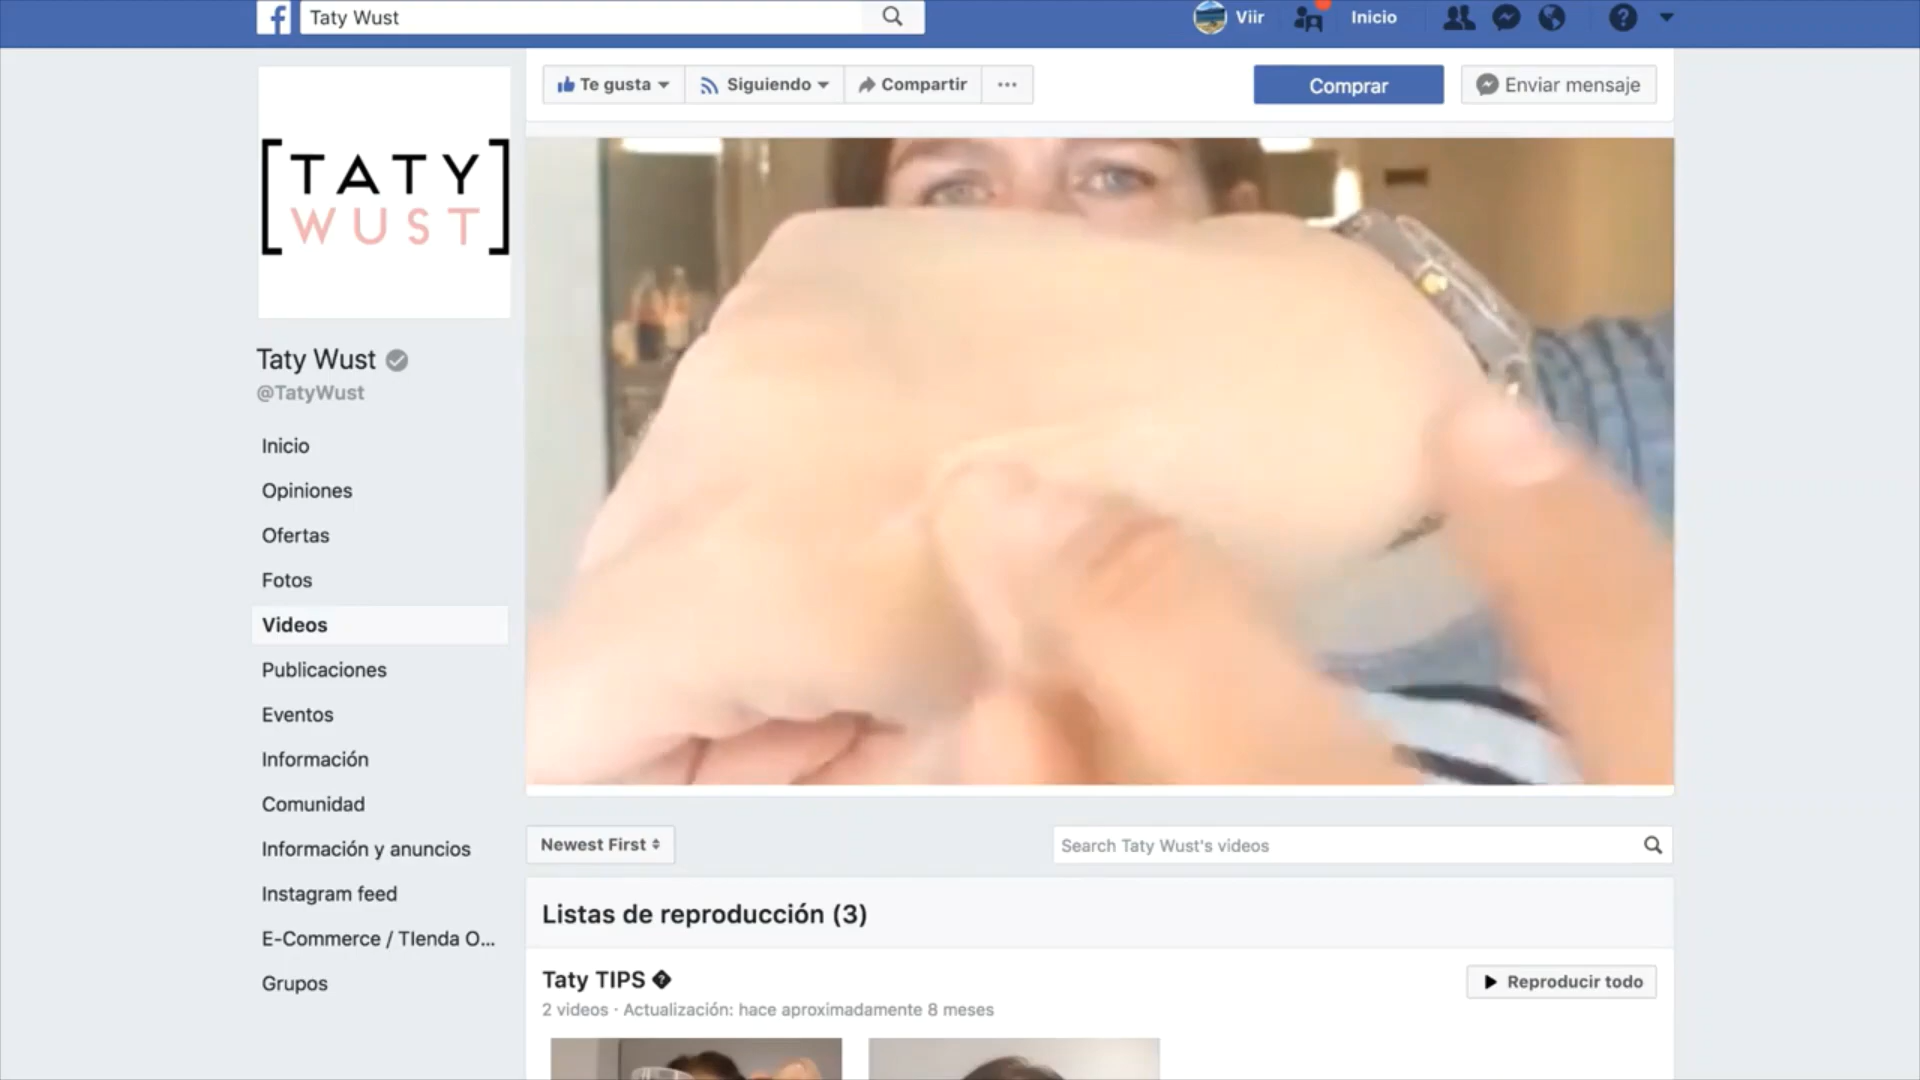 Taty Wust
Viir
Inicio
Te gusta
Siguiendo
Compartir
Comprar
Enviar mensaje
[TATY
WUST]
Taty Wust
@TatyWust
Inicio
Opiniones
Ofertas
Fotos
Videos
Publicaciones
Eventos
Información
Comunidad
Información y anuncios
Instagram feed
E-Commerce / TIenda O...
Grupos
Newest First
Search Taty Wust's videos
Listas de reproducción (3)
Taty TIPS
2 videos · Actualización: hace aproximadamente 8 meses
Reproducir todo